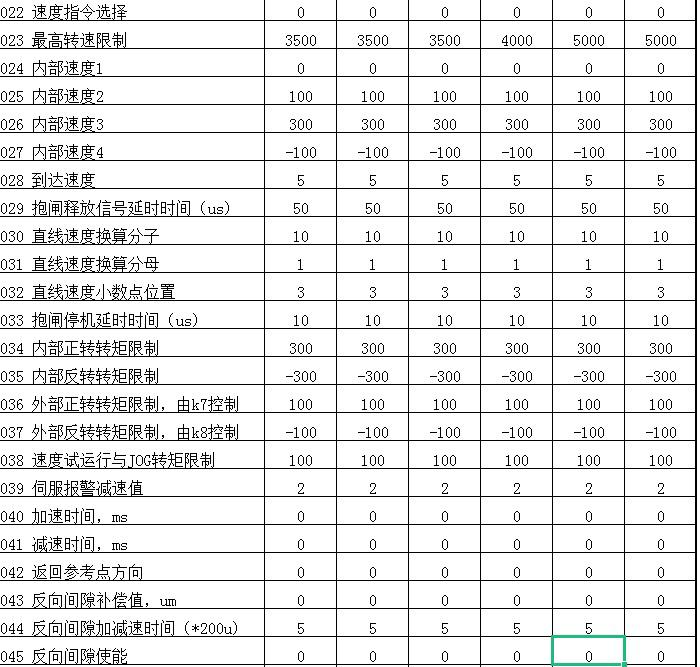 022 速度指令选择 0 0 0 0 0 0
023 最高转速限制 3500 3500 3500 4000 5000 5000
024 内部速度1 0 0 0 0 0 0
025 内部速度2 100 100 100 100 100 100
026 内部速度3 300 300 300 300 300 300
027 内部速度4 -100 -100 -100 -100 -100 -100
028 到达速度 5 5 5 5 5 5
029 抱闸释放信号延时时间（us） 50 50 50 50 50 50
030 直线速度换算分子 10 10 10 10 10 10
031 直线速度换算分母 1 1 1 1 1 1
032 直线速度小数点位置 3 3 3 3 3 3
033 抱闸停机延时时间（us） 10 10 10 10 10 10
034 内部正转转矩限制 300 300 300 300 300 300
035 内部反转转矩限制 -300 -300 -300 -300 -300 -300
036 外部正转转矩限制，由k7控制 100 100 100 100 100 100
037 外部反转转矩限制，由k8控制 -100 -100 -100 -100 -100 -100
038 速度试运行与JOG转矩限制 100 100 100 100 100 100
039 伺服报警减速值 2 2 2 2 2 2
040 加速时间，ms 0 0 0 0 0 0
041 减速时间，ms 0 0 0 0 0 0
042 返回参考点方向 0 0 0 0 0 0
043 反向间隙补偿值，um 0 0 0 0 0 0
044 反向间隙加减速时间（*200u） 5 5 5 5 5 5
045 反向间隙使能 0 0 0 0 0 0